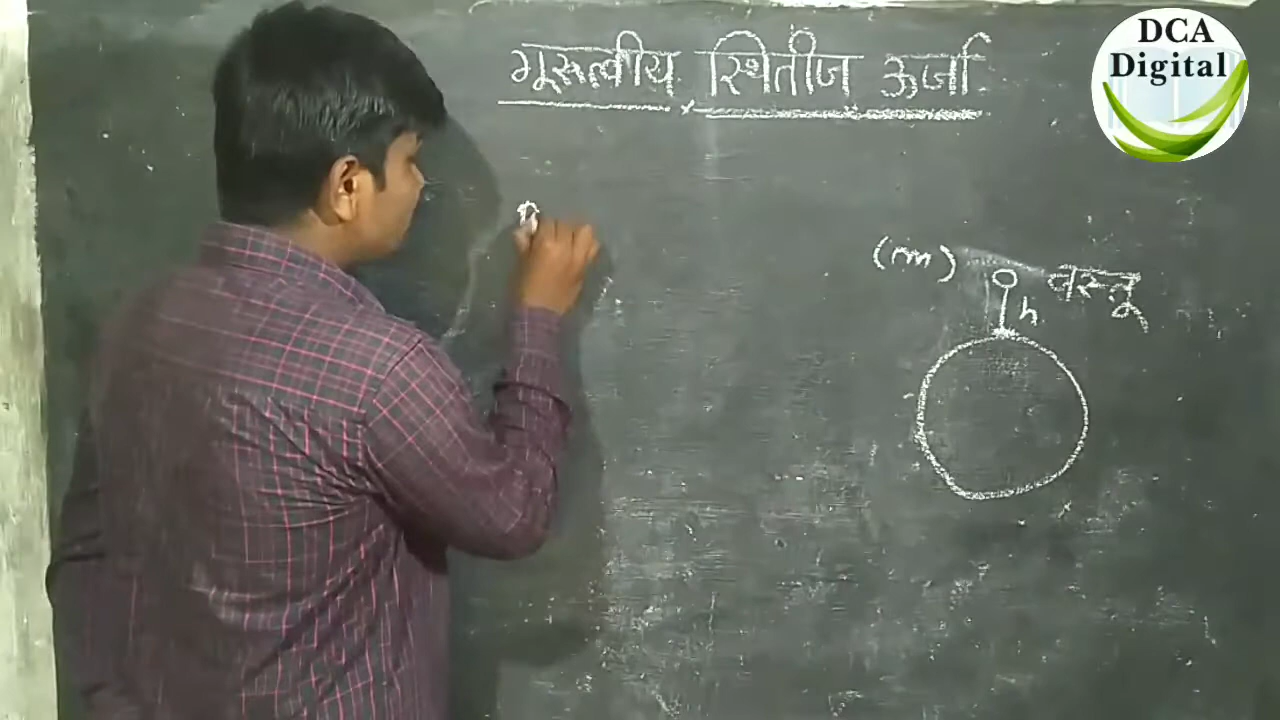 गुरूत्वीय स्थितीज ऊर्जा
DCA
Digital
(m)
वस्तू
h